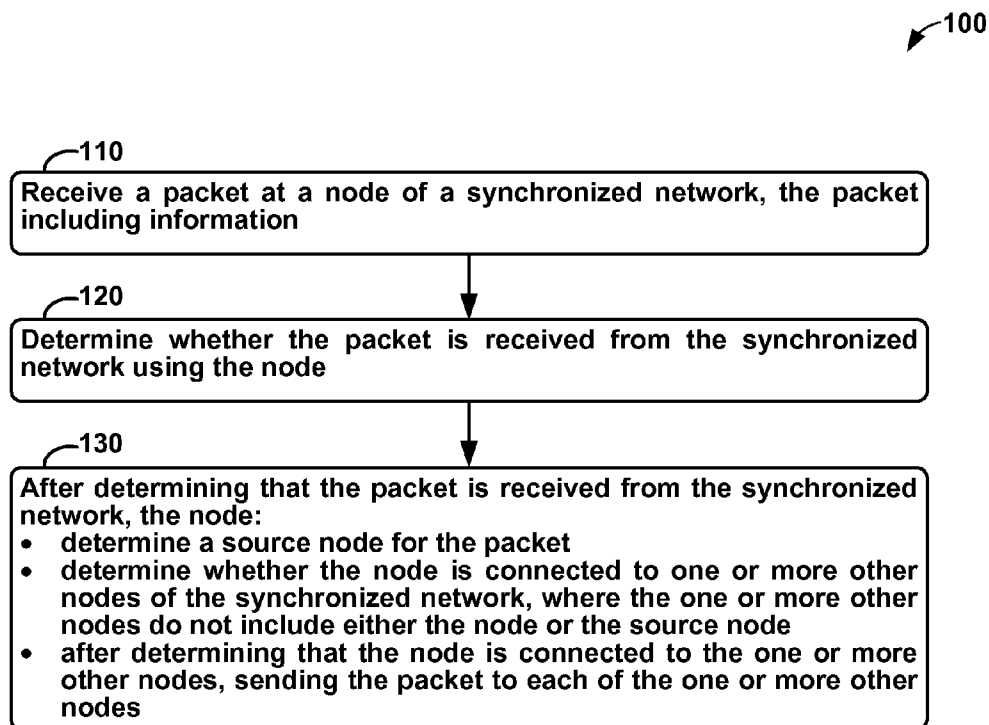 100
110
Receive a packet at a node of a synchronized network, the packet
including information
120
Determine whether the packet is received from the synchronized
network using the node
130
After determining that the packet is received from the synchronized
network, the node:
• determine a source node for the packet
• determine whether the node is connected to one or more other
nodes of the synchronized network, where the one or more other
nodes do not include either the node or the source node
• after determining that the node is connected to the one or more
other nodes, sending the packet to each of the one or more other
nodes